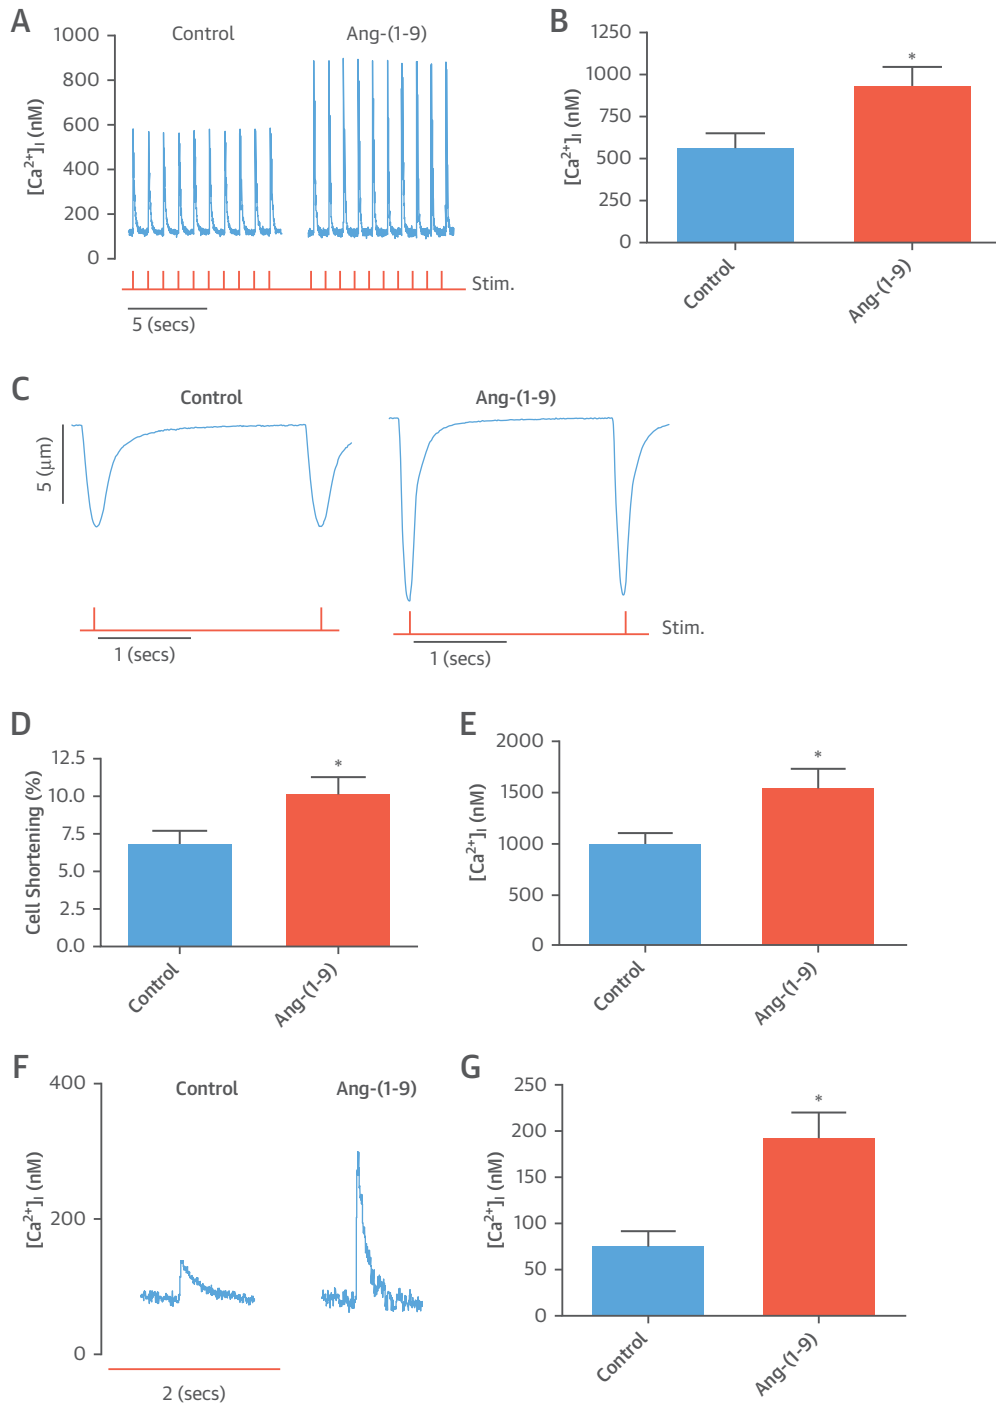 A
Control
Ang-(1-9)
[Ca²⁺]ᵢ (nM)
1000
800
600
400
200
0
Stim.
5 (secs)
B
[Ca²⁺]ᵢ (nM)
1250
1000
750
500
250
0
*
Control
Ang-(1-9)
C
Control
Ang-(1-9)
5 (µm)
Stim.
1 (secs)
1 (secs)
D
Cell Shortening (%)
12.5
10.0
7.5
5.0
2.5
0.0
*
Control
Ang-(1-9)
E
[Ca²⁺]ᵢ (nM)
2000
1500
1000
500
0
*
Control
Ang-(1-9)
F
Control
Ang-(1-9)
[Ca²⁺]ᵢ (nM)
400
200
0
2 (secs)
G
[Ca²⁺]ᵢ (nM)
250
200
150
100
50
0
*
Control
Ang-(1-9)